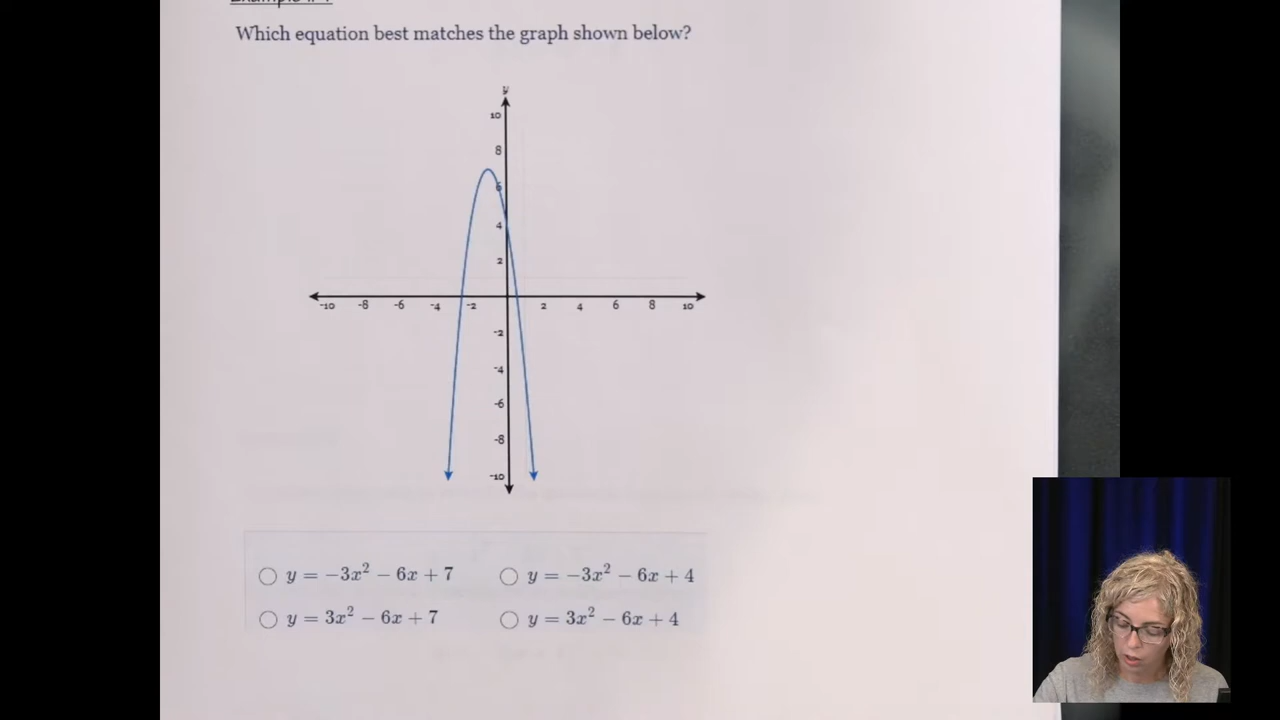 Example #4
Which equation best matches the graph shown below?
y
10
8
6
4
2
-10 -8 -6 -4 -2 2 4 6 8 10
-2
-4
-6
-8
-10
y = −3x² − 6x + 7 y = −3x² − 6x + 4
y = 3x² − 6x + 7 y = 3x² − 6x + 4